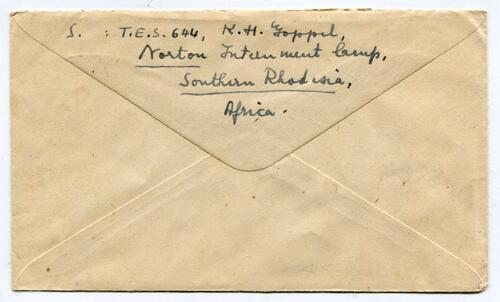 S. : T.E.S. 644, K.H. Goppel,
Norton Internment Camp,
Southern Rhodesia,
Africa.